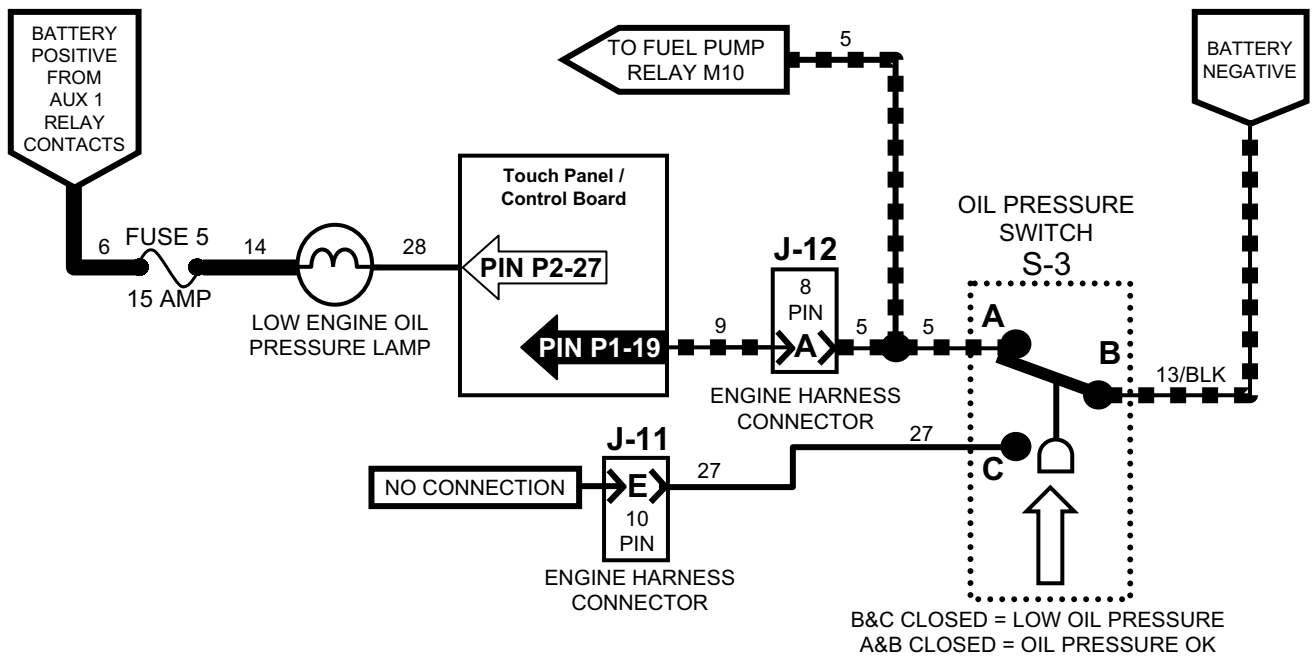 BATTERY
POSITIVE
FROM
AUX 1
RELAY
CONTACTS
TO FUEL PUMP
RELAY M10
5
BATTERY
NEGATIVE
Touch Panel /
Control Board
6
FUSE 5
15 AMP
14
28
PIN P2-27
LOW ENGINE OIL
PRESSURE LAMP
PIN P1-19
9
J-12
8
PIN
A
ENGINE HARNESS
CONNECTOR
5
5
OIL PRESSURE
SWITCH
S-3
A
B
C
13/BLK
NO CONNECTION
J-11
E
10
PIN
ENGINE HARNESS
CONNECTOR
27
27
B&C CLOSED = LOW OIL PRESSURE
A&B CLOSED = OIL PRESSURE OK